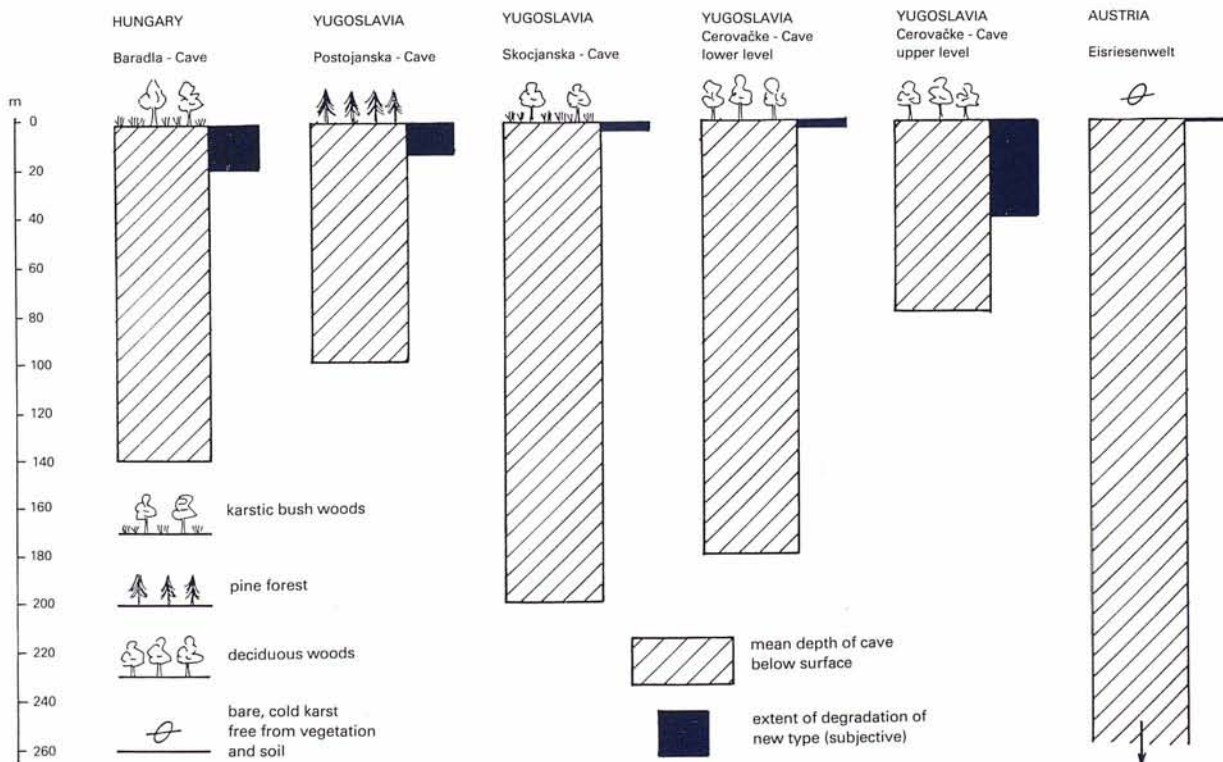 HUNGARY
Baradla - Cave
YUGOSLAVIA
Postojanska - Cave
YUGOSLAVIA
Skocjanska - Cave
YUGOSLAVIA
Cerovačke - Cave
lower level
YUGOSLAVIA
Cerovačke - Cave
upper level
AUSTRIA
Eisriesenwelt
m
0
20
40
60
80
100
120
140
160
180
200
220
240
260
karstic bush woods
pine forest
deciduous woods
bare, cold karst
free from vegetation
and soil
mean depth of cave
below surface
extent of degradation of
new type (subjective)